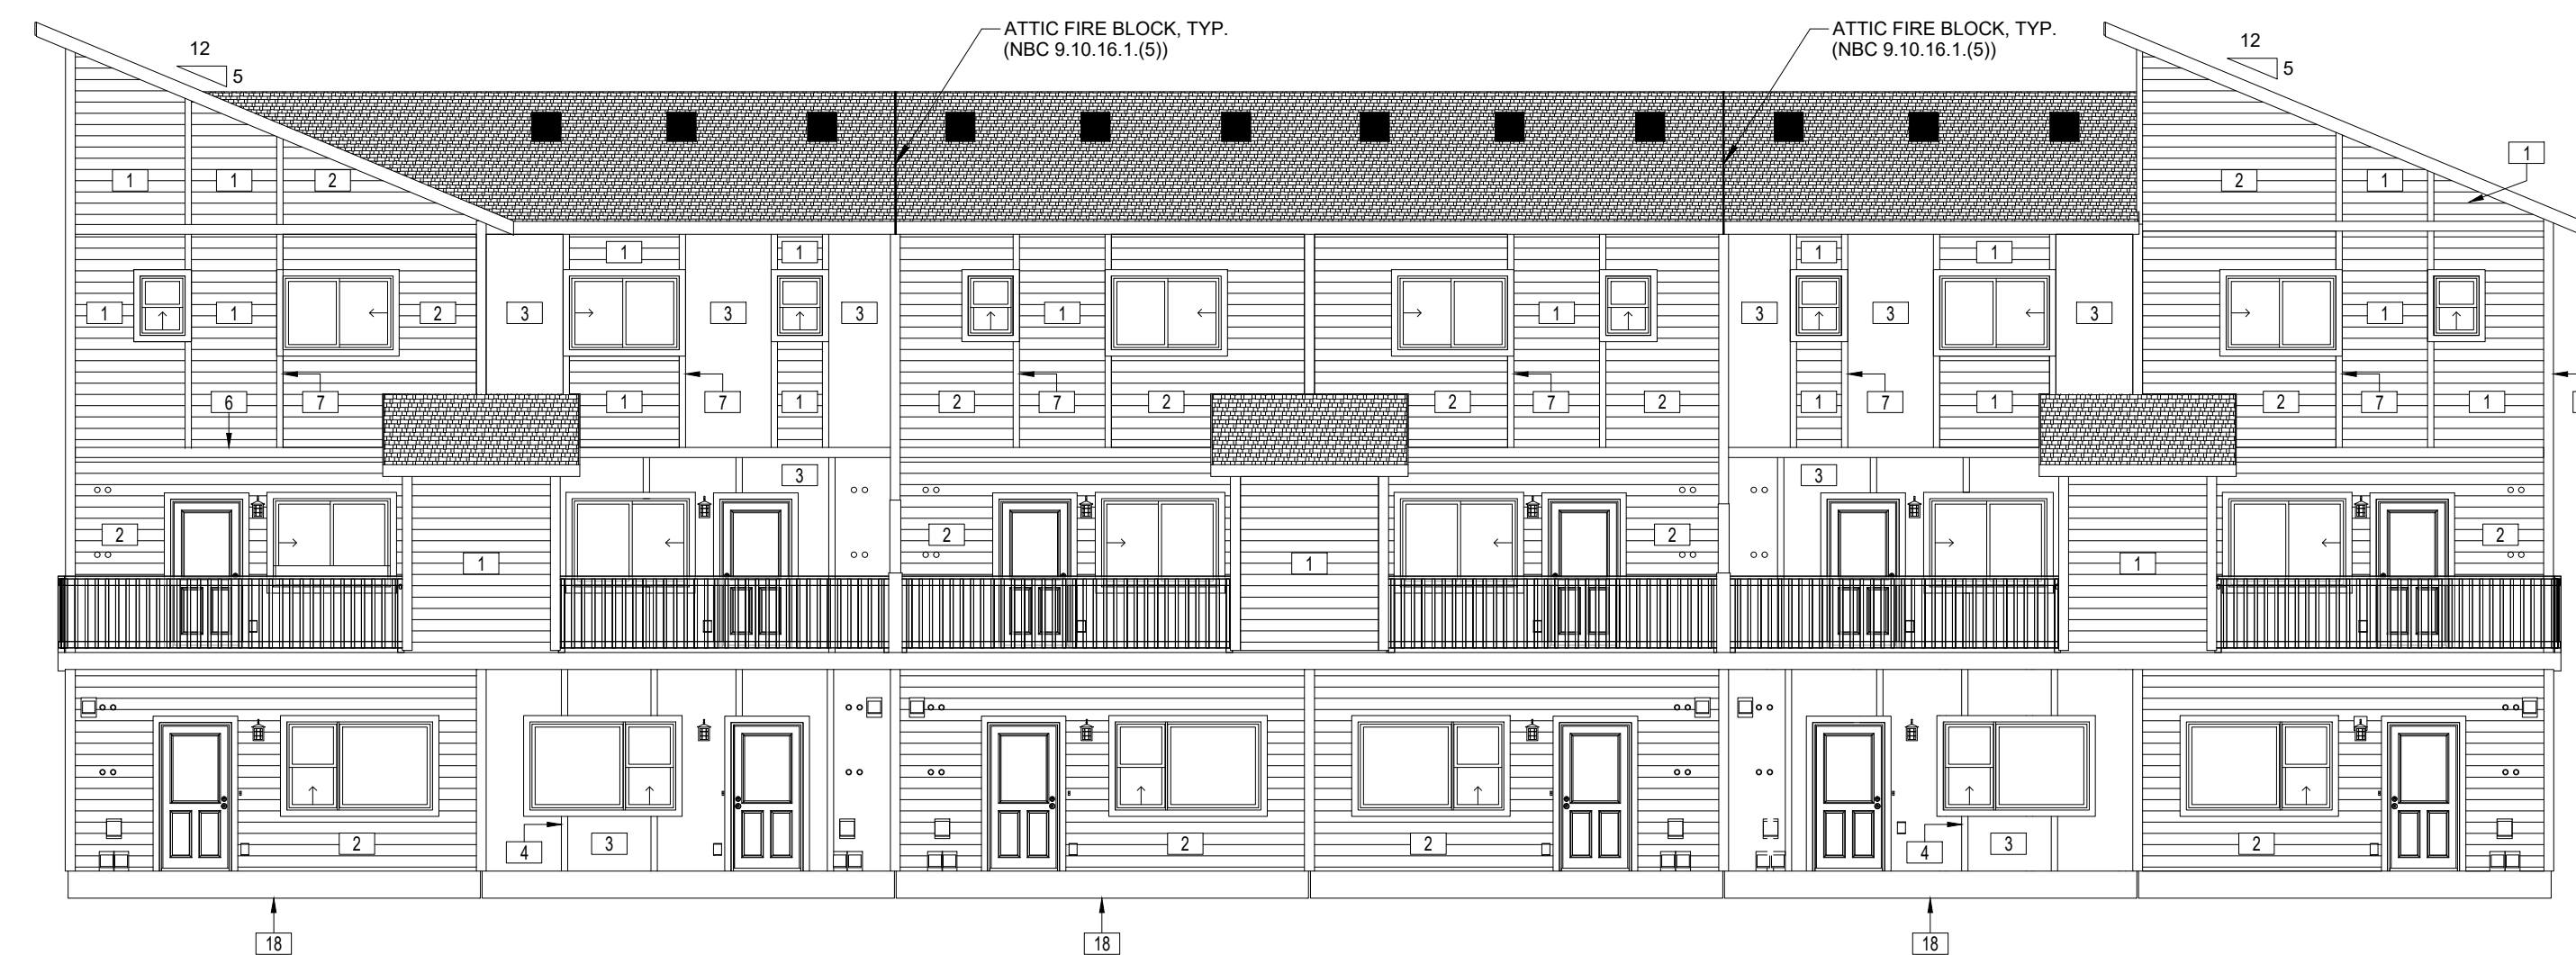 ATTIC FIRE BLOCK, TYP.
(NBC 9.10.16.1.(5))
ATTIC FIRE BLOCK, TYP.
(NBC 9.10.16.1.(5))
12
5
12
5
1
1 1 2 2 1
1 1 1 1
1 1 2 3 3 3 1 1 3 3 3 1
6 7 1 7 1 2 7 2 2 7 2 1 7 1 2 7 1
3 3
2 2 2 2
1 1 1
4 3 4 3
2 2 2 2
18 18 18